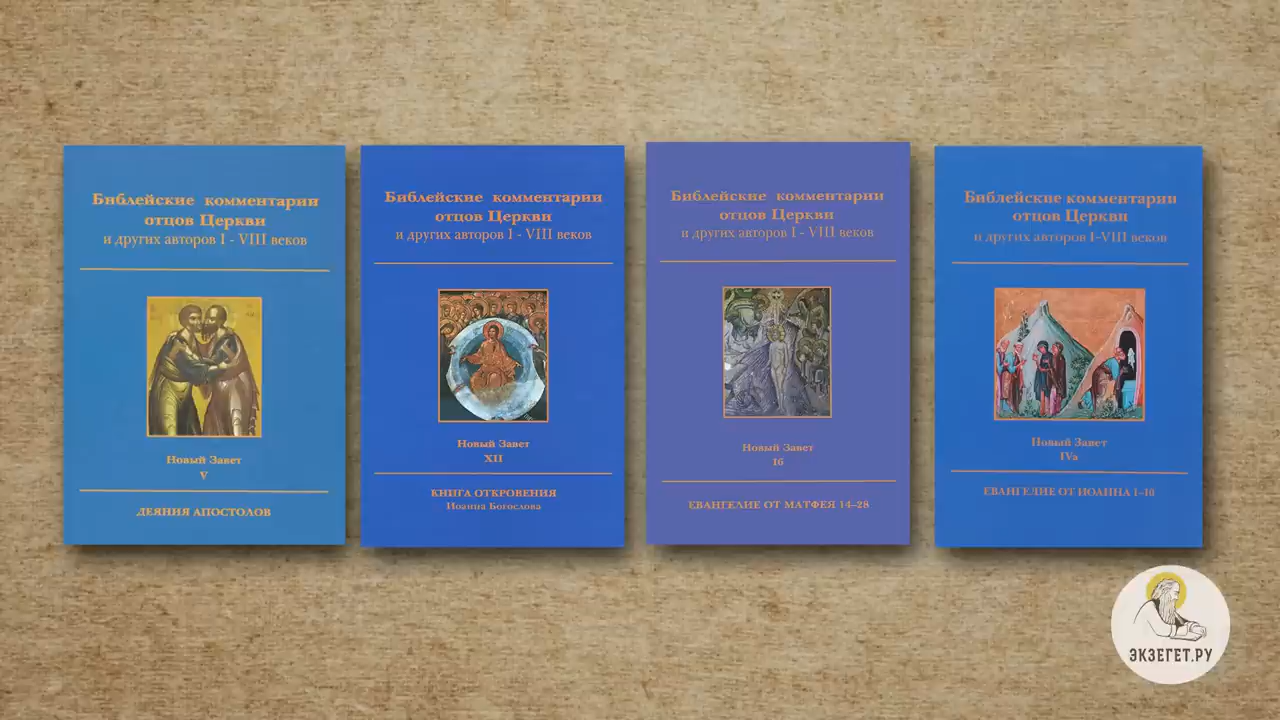 Библейские комментарии
отцов Церкви
и других авторов I - VIII веков
Новый Завет
V
ДЕЯНИЯ АПОСТОЛОВ
Библейские комментарии
отцов Церкви
и других авторов I - VIII веков
Новый Завет
XII
КНИГА ОТКРОВЕНИЯ
Иоанна Богослова
Библейские комментарии
отцов Церкви
и других авторов I - VIII веков
Новый Завет
Iб
ЕВАНГЕЛИЕ ОТ МАТФЕЯ 14–28
Библейские комментарии
отцов Церкви
и других авторов I–VIII веков
Новый Завет
IVa
ЕВАНГЕЛИЕ ОТ ИОАННА 1–10
ЭКЗЕГЕТ.РУ